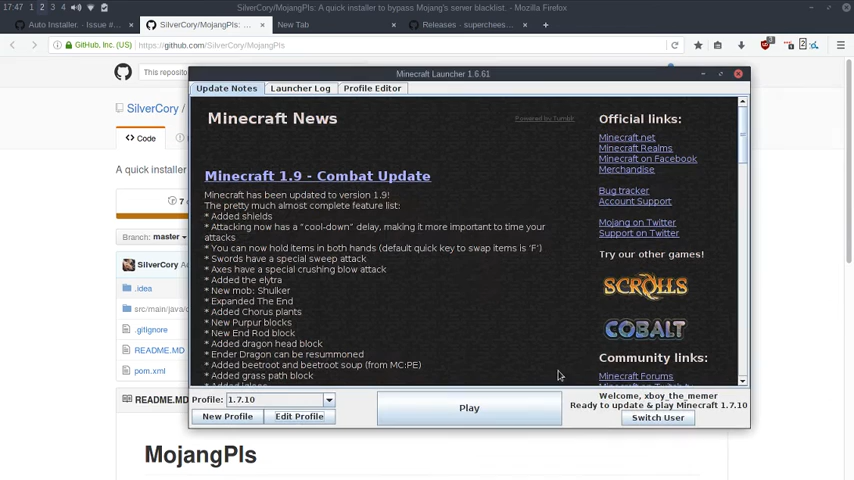 17:47 1 2 3 4
SilverCory/MojangPls: A quick installer to bypass Mojang's server blacklist. - Mozilla Firefox
Auto Installer. · Issue #...
SilverCory/MojangPls: ...
New Tab
Releases · superchees...
GitHub, Inc. (US)
https://github.com/SilverCory/MojangPls
This reposito
SilverCory /
Code
A quick installer
7
Branch: master
SilverCory
.idea
src/main/java/c
.gitignore
README.MD
pom.xml
README.MD
MojangPls
Minecraft Launcher 1.6.61
Update Notes
Launcher Log
Profile Editor
Minecraft News
Powered by Tumblr
Minecraft 1.9 - Combat Update
Minecraft has been updated to version 1.9!
The pretty much almost complete feature list:
* Added shields
* Attacking now has a "cool-down" delay, making it more important to time your
attacks
* You can now hold items in both hands (default quick key to swap items is ‘F’)
* Swords have a special sweep attack
* Axes have a special crushing blow attack
* Added the elytra
* New mob: Shulker
* Expanded The End
* Added Chorus plants
* New Purpur blocks
* New End Rod block
* Added dragon head block
* Ender Dragon can be resummoned
* Added beetroot and beetroot soup (from MC:PE)
* Added grass path block
* Added igloos
Official links:
Minecraft.net
Minecraft Realms
Minecraft on Facebook
Merchandise
Bug tracker
Account Support
Mojang on Twitter
Support on Twitter
Try our other games!
SCROLLS
COBALT
Community links:
Minecraft Forums
Minecraft on Twitch
Profile: 1.7.10
New Profile
Edit Profile
Play
Welcome, xboy_the_memer
Ready to update & play Minecraft 1.7.10
Switch User